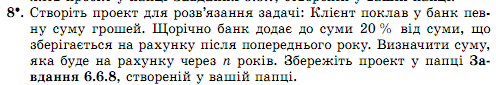 8*. Створіть проект для розв'язання задачі: Клієнт поклав у банк пев-
ну суму грошей. Щорічно банк додає до суми 20 % від суми, що
зберігається на рахунку після попереднього року. Визначити суму,
яка буде на рахунку через n років. Збережіть проект у папці За-
вдання 6.6.8, створеній у вашій папці.